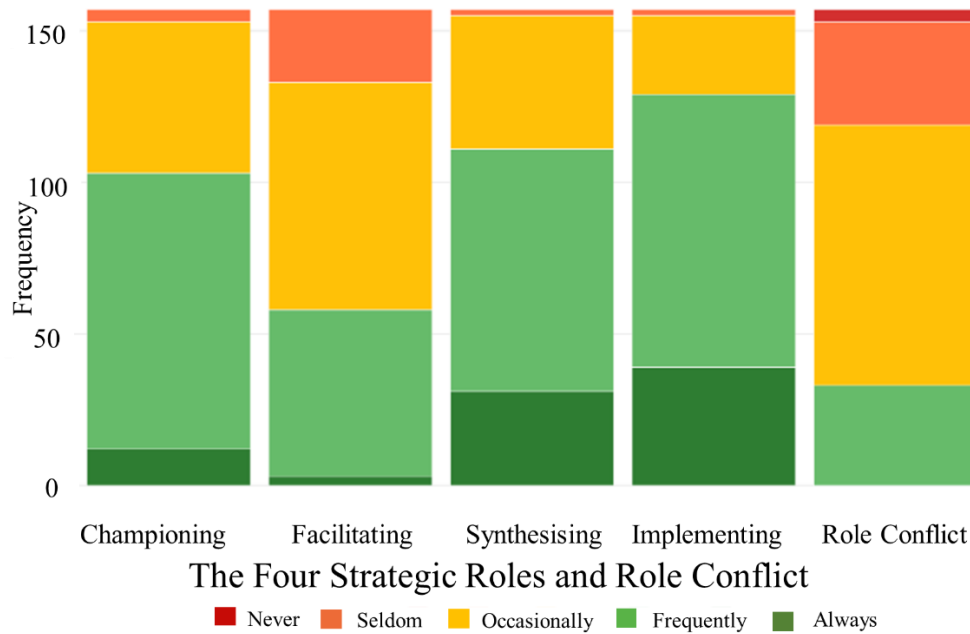 150
100
50
0
Frequency
Championing Facilitating Synthesising Implementing Role Conflict
The Four Strategic Roles and Role Conflict
Never Seldom Occasionally Frequently Always